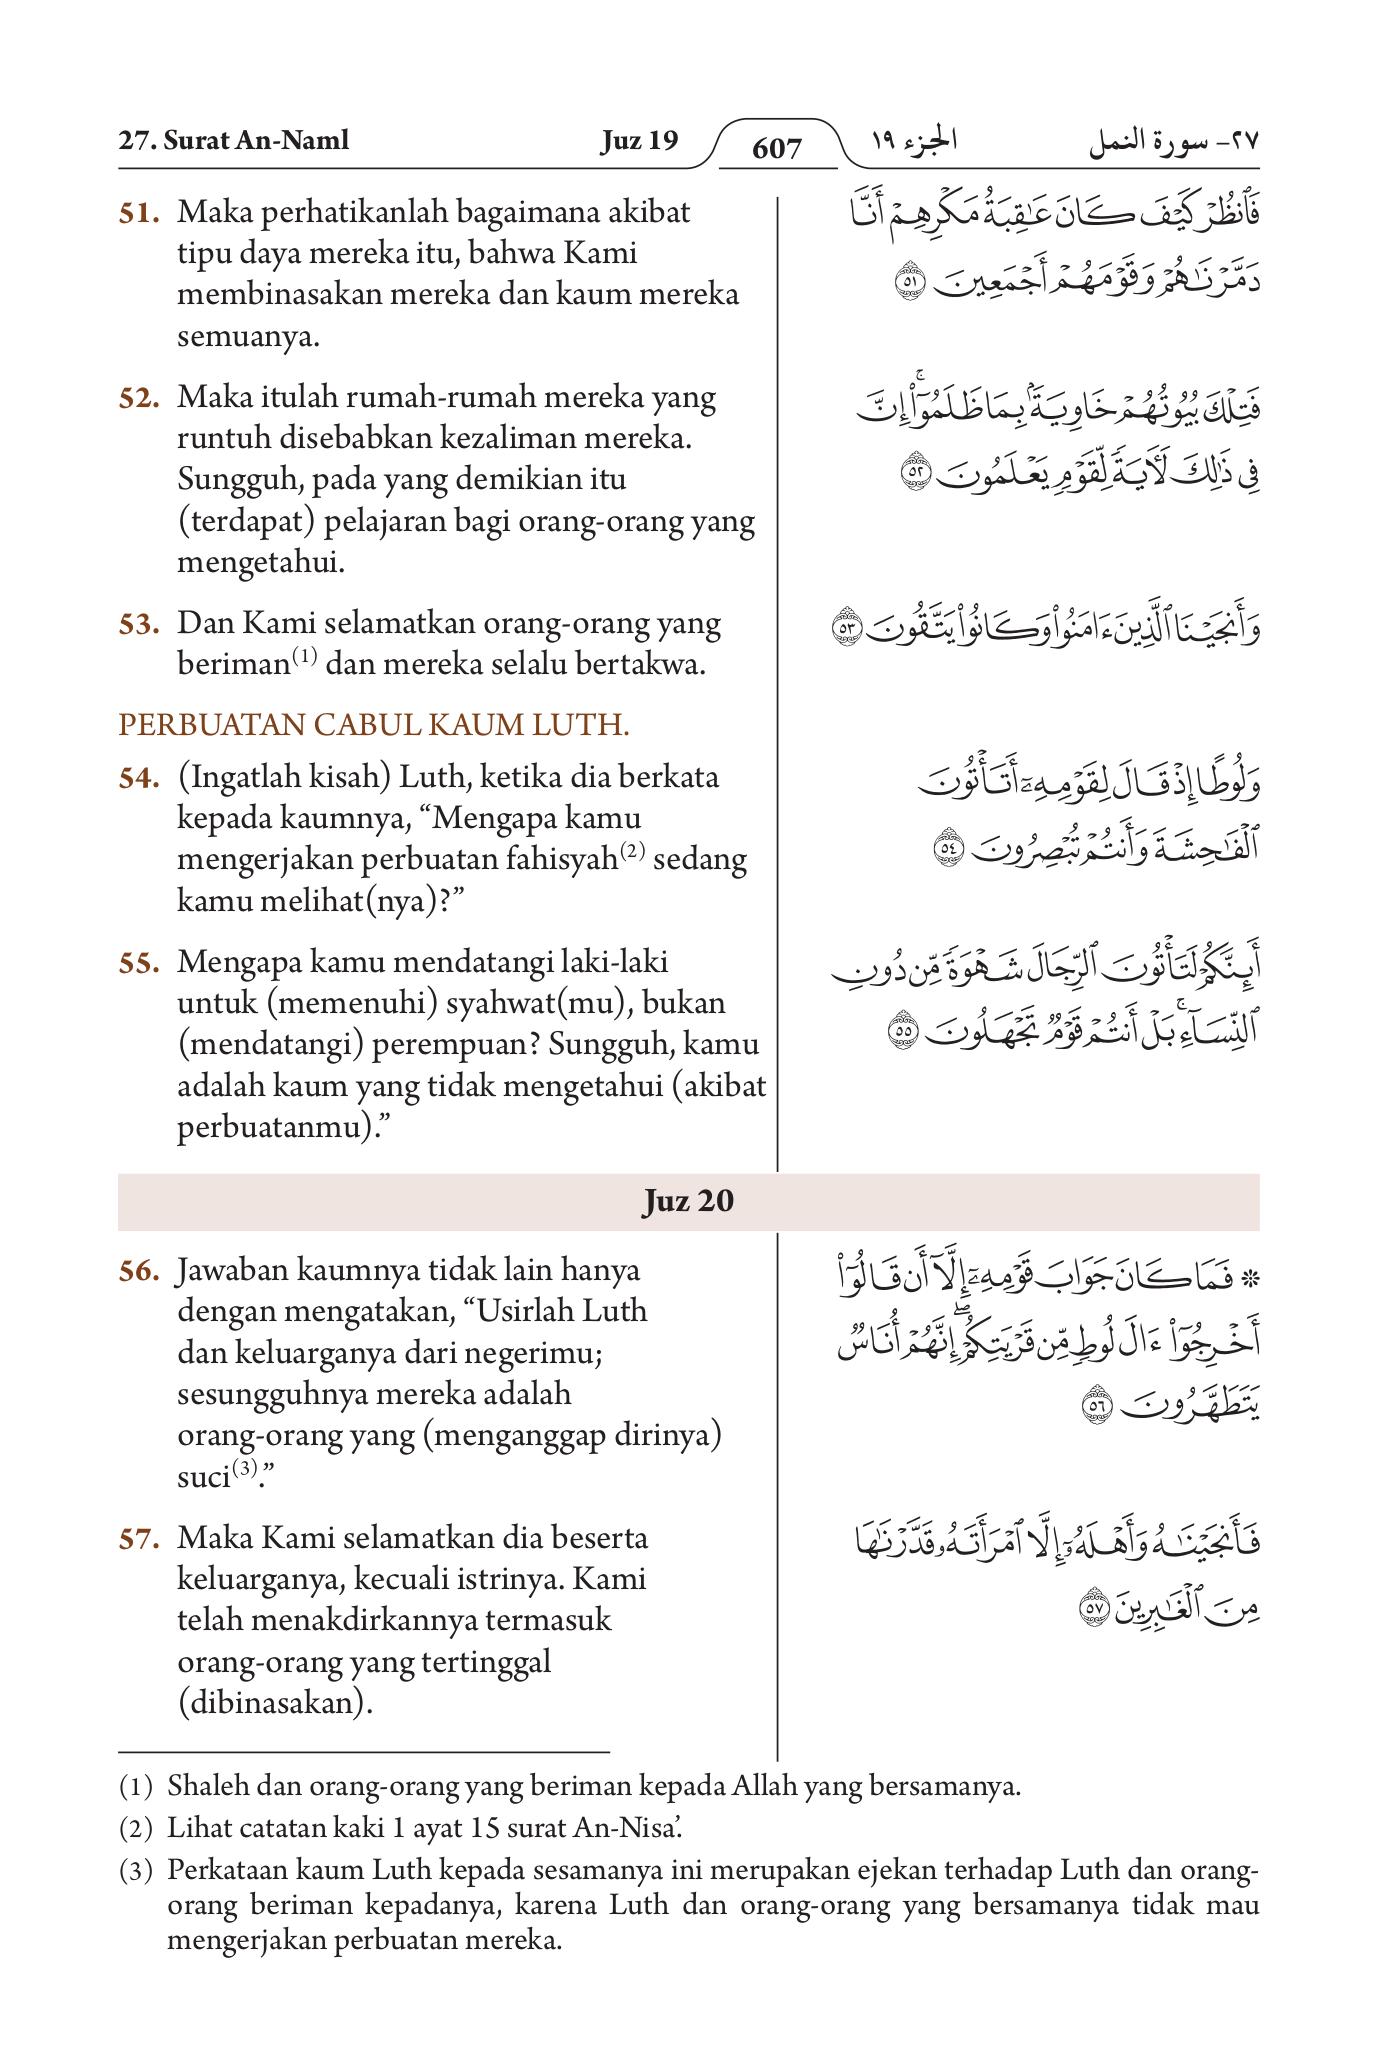 27. Surat An-Naml
Juz 19
607
الجزء ١٩
٢٧- سورة النمل
51. Maka perhatikanlah bagaimana akibat
tipu daya mereka itu, bahwa Kami
membinasakan mereka dan kaum mereka
semuanya.
فَٱنظُرۡ كَيۡفَ كَانَ عَٰقِبَةُ مَكۡرِهِمۡ أَنَّا
دَمَّرۡنَٰهُمۡ وَقَوۡمَهُمۡ أَجۡمَعِينَ ٥١
52. Maka itulah rumah-rumah mereka yang
runtuh disebabkan kezaliman mereka.
Sungguh, pada yang demikian itu
(terdapat) pelajaran bagi orang-orang yang
mengetahui.
فَتِلۡكَ بُيُوتُهُمۡ خَاوِيَةَۢ بِمَا ظَلَمُوٓاْۚ إِنَّ
فِي ذَٰلِكَ لَأٓيَةٗ لِّقَوۡمٖ يَعۡلَمُونَ ٥٢
53. Dan Kami selamatkan orang-orang yang
beriman(1) dan mereka selalu bertakwa.
وَأَنجَيۡنَا ٱلَّذِينَ ءَامَنُواْ وَكَانُواْ يَتَّقُونَ ٥٣
PERBUATAN CABUL KAUM LUTH.
54. (Ingatlah kisah) Luth, ketika dia berkata
kepada kaumnya, “Mengapa kamu
mengerjakan perbuatan fahisyah(2) sedang
kamu melihat(nya)?”
وَلُوطًا إِذۡ قَالَ لِقَوۡمِهِۦٓ أَتَأۡتُونَ
ٱلۡفَٰحِشَةَ وَأَنتُمۡ تُبۡصِرُونَ ٥٤
55. Mengapa kamu mendatangi laki-laki
untuk (memenuhi) syahwat(mu), bukan
(mendatangi) perempuan? Sungguh, kamu
adalah kaum yang tidak mengetahui (akibat
perbuatanmu).”
أَئِنَّكُمۡ لَتَأۡتُونَ ٱلرِّجَالَ شَهۡوَةٗ مِّن دُونِ
ٱلنِّسَآءِۚ بَلۡ أَنتُمۡ قَوۡمٞ تَجۡهَلُونَ ٥٥
Juz 20
56. Jawaban kaumnya tidak lain hanya
dengan mengatakan, “Usirlah Luth
dan keluarganya dari negerimu;
sesungguhnya mereka adalah
orang-orang yang (menganggap dirinya)
suci(3).”
۞ فَمَا كَانَ جَوَابَ قَوۡمِهِۦٓ إِلَّآ أَن قَالُوٓاْ
أَخۡرِجُوٓاْ ءَالَ لُوطٖ مِّن قَرۡيَتِكُمۡۖ إِنَّهُمۡ أُنَاسٞ
يَتَطَهَّرُونَ ٥٦
57. Maka Kami selamatkan dia beserta
keluarganya, kecuali istrinya. Kami
telah menakdirkannya termasuk
orang-orang yang tertinggal
(dibinasakan).
فَأَنجَيۡنَٰهُ وَأَهۡلَهُۥٓ إِلَّا ٱمۡرَأَتَهُۥ قَدَّرۡنَٰهَا
مِنَ ٱلۡغَٰبِرِينَ ٥٧
(1) Shaleh dan orang-orang yang beriman kepada Allah yang bersamanya.
(2) Lihat catatan kaki 1 ayat 15 surat An-Nisa’.
(3) Perkataan kaum Luth kepada sesamanya ini merupakan ejekan terhadap Luth dan orang-
orang beriman kepadanya, karena Luth dan orang-orang yang bersamanya tidak mau
mengerjakan perbuatan mereka.